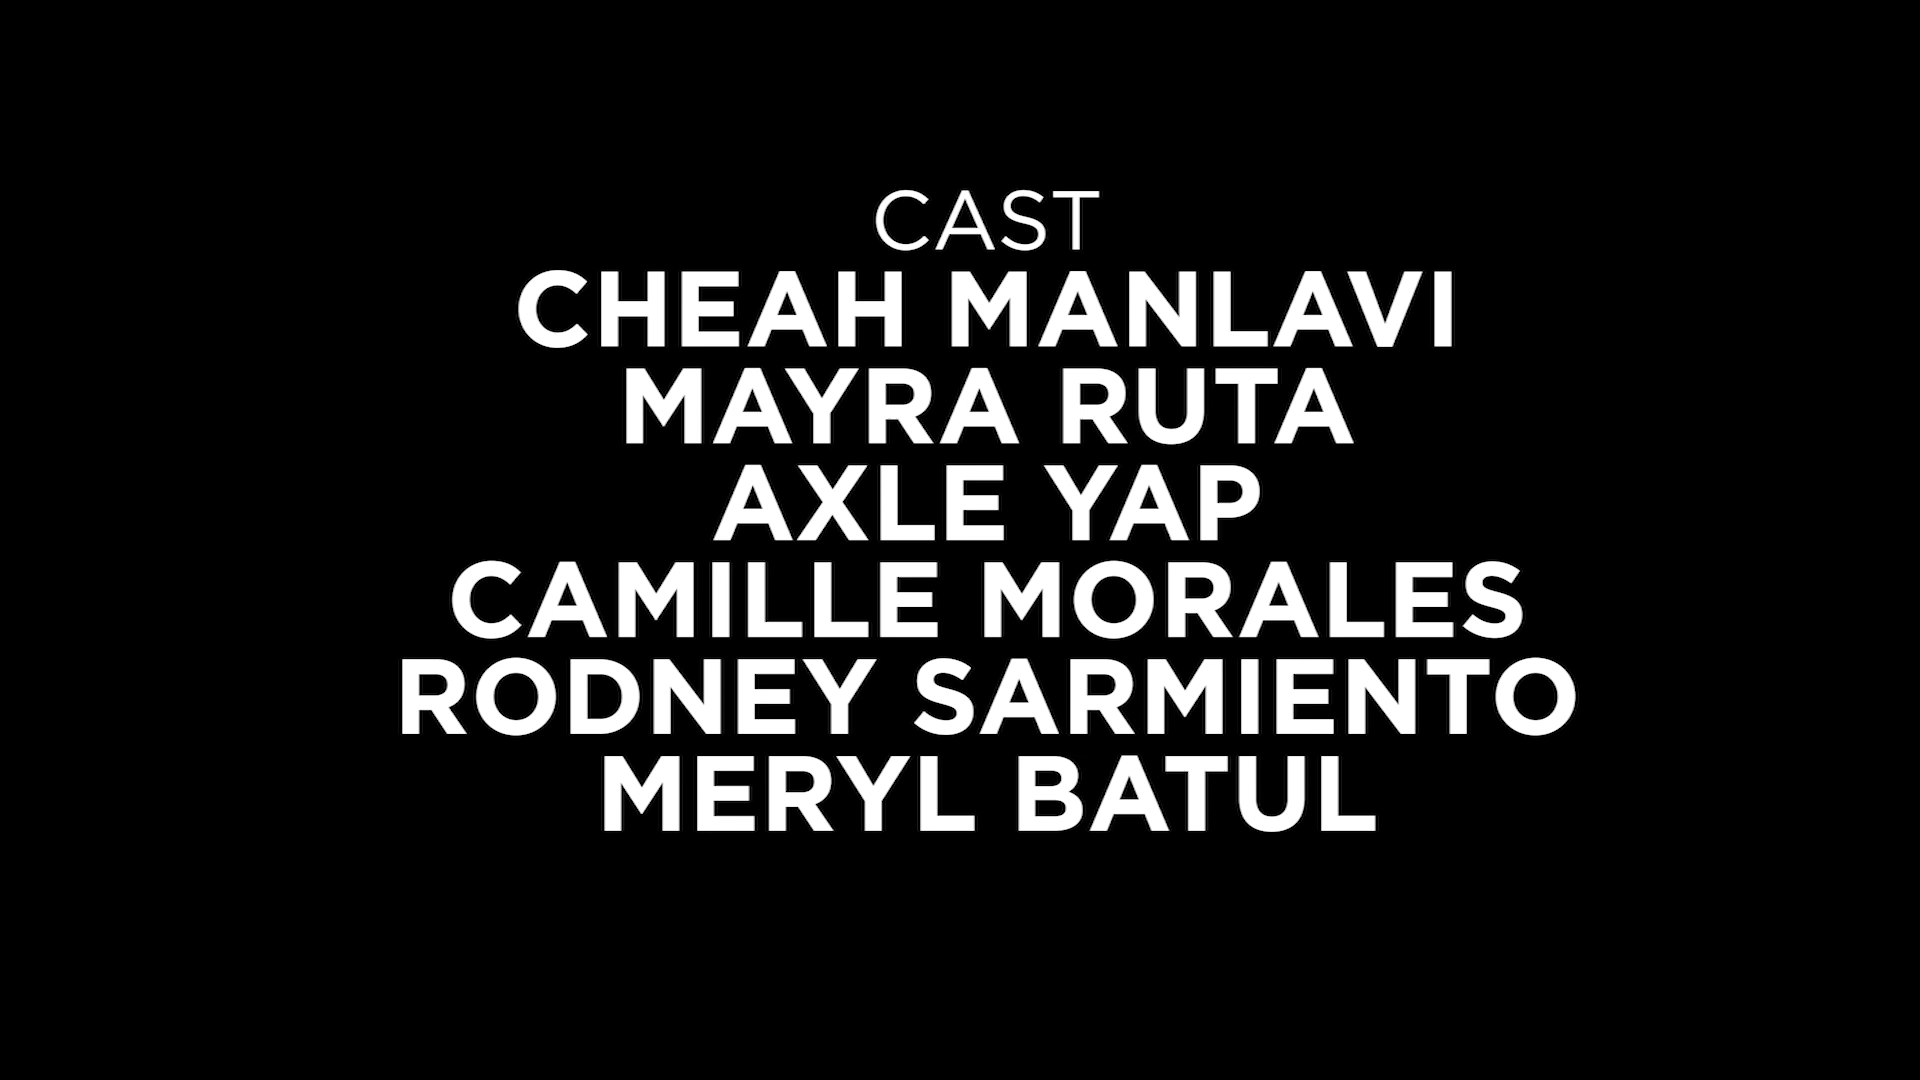 CAST
CHEAH MANLAVI
MAYRA RUTA
AXLE YAP
CAMILLE MORALES
RODNEY SARMIENTO
MERYL BATUL